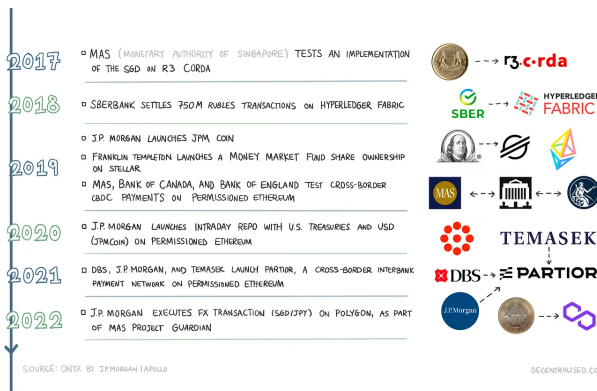 2017
MAS (MONETARY AUTHORITY OF SINGAPORE) TESTS AN IMPLEMENTATION
OF THE SGD ON R3 CORDA
r3.c•rda
2018
SBERBANK SETTLES 750M RUBLES TRANSACTIONS ON HYPERLEDGER FABRIC
SBER
HYPERLEDGER
FABRIC
2019
J.P. MORGAN LAUNCHES JPM COIN
FRANKLIN TEMPLETON LAUNCHES A MONEY MARKET FUND SHARE OWNERSHIP
ON STELLAR
MAS, BANK OF CANADA, AND BANK OF ENGLAND TEST CROSS-BORDER
CBDC PAYMENTS ON PERMISSIONED ETHEREUM
MAS
2020
J.P. MORGAN LAUNCHES INTRADAY REPO WITH U.S. TREASURIES AND USD
(JPMCOIN) ON PERMISSIONED ETHEREUM
TEMASEK
2021
DBS, J.P. MORGAN, AND TEMASEK LAUNCH PARTIOR, A CROSS-BORDER INTERBANK
PAYMENT NETWORK ON PERMISSIONED ETHEREUM
DBS
PARTIOR
J.P.Morgan
2022
J.P. MORGAN EXECUTES FX TRANSACTION (SGD/JPY) ON POLYGON, AS PART
OF MAS PROJECT GUARDIAN
SOURCE: ONYX BY J.P.MORGAN | APOLLO
DECENTRALISED.CO